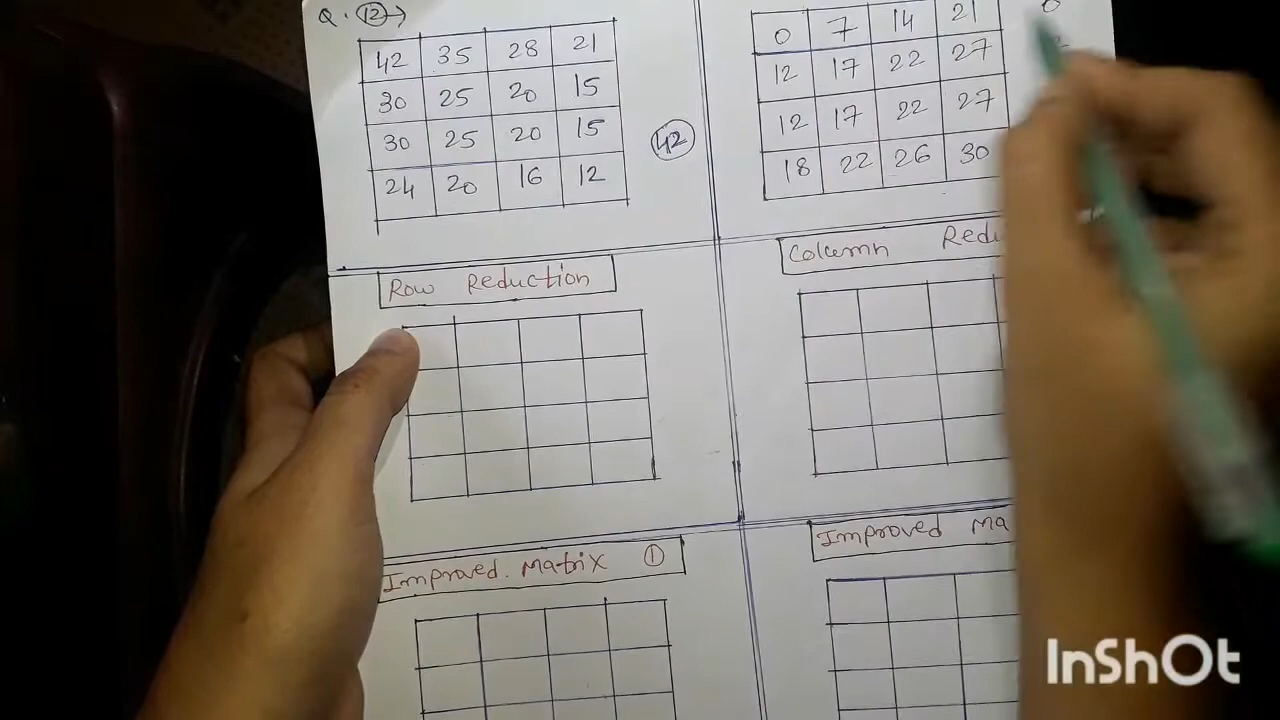 Q. 12 →
42 35 28 21
30 25 20 15
30 25 20 15
24 20 16 12
42
0 7 14 21
12 17 22 27
12 17 22 27
18 22 26 30
0
Row Reduction
Column
Improved. Matrix 1
Improved
InShOt